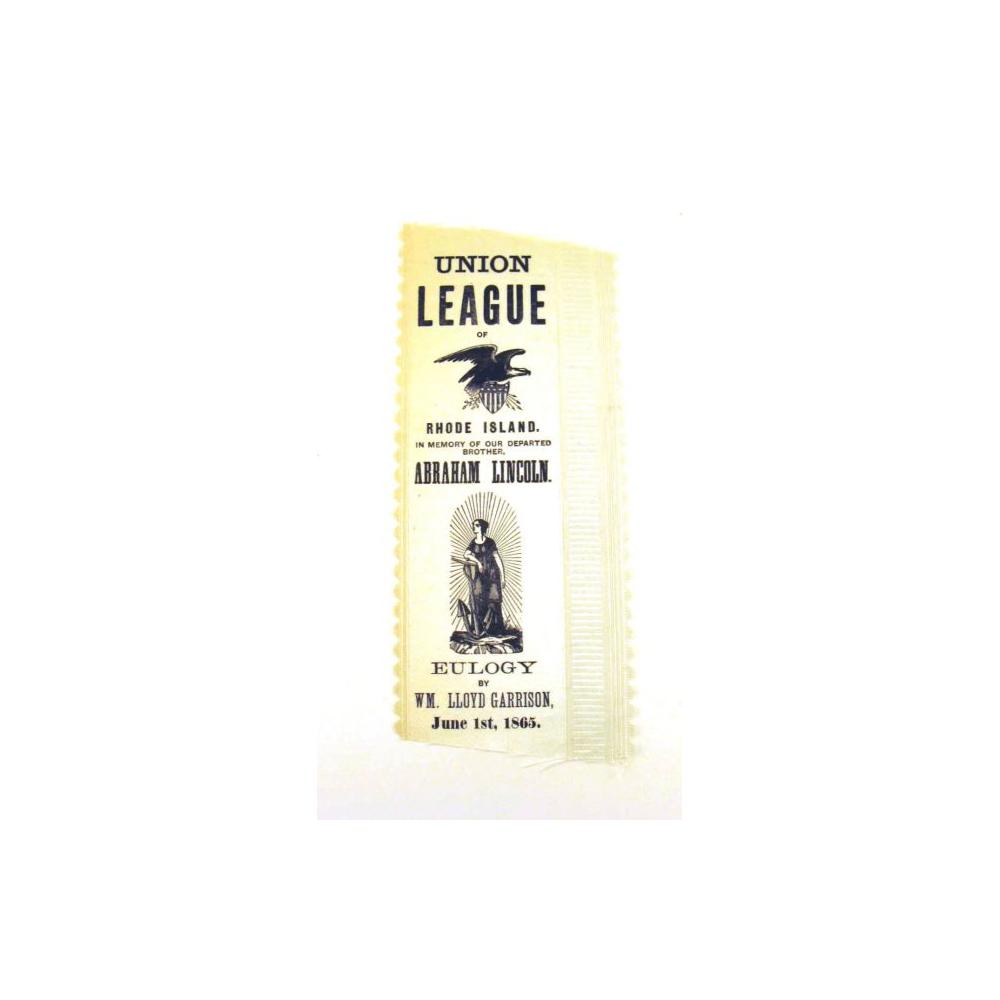 UNION
LEAGUE
OF
RHODE ISLAND.
IN MEMORY OF OUR DEPARTED
BROTHER,
ABRAHAM LINCOLN.
EULOGY
BY
WM. LLOYD GARRISON,
June 1st, 1865.